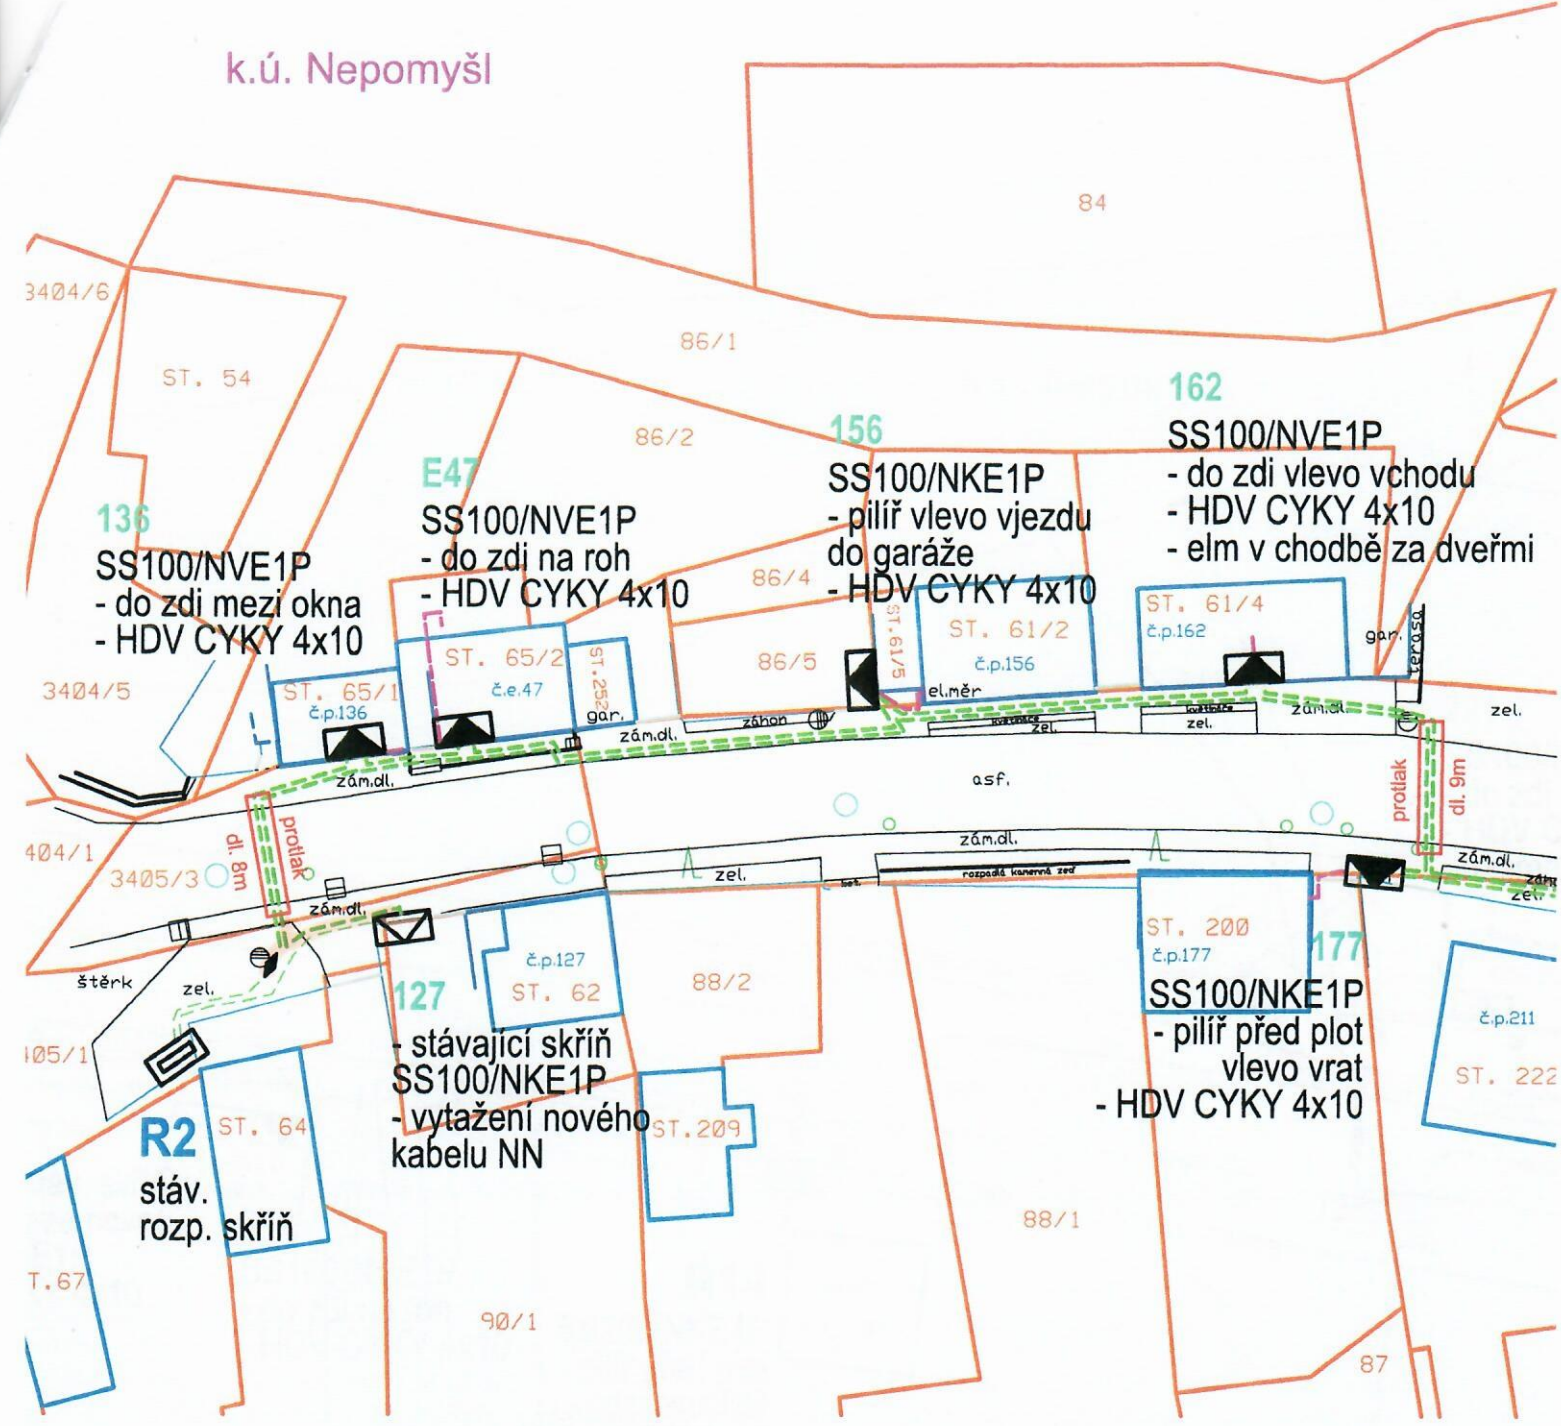 k.ú. Nepomyšl
84
3404/6
86/1
ST. 54
162
SS100/NVE1P
- do zdi vlevo vchodu
- HDV CYKY 4x10
- elm v chodbě za dveřmi
86/2
156
SS100/NKE1P
- pilíř vlevo vjezdu
do garáže
- HDV CYKY 4x10
E47
SS100/NVE1P
- do zdi na roh
- HDV CYKY 4x10
136
SS100/NVE1P
- do zdi mezi okna
- HDV CYKY 4x10
86/4
ST. 61/4
č.p.162
gar.
terasa
ST.61/5
ST. 61/2
č.p.156
86/5
ST. 65/2
č.e.47
ST.252
gar.
3404/5
ST. 65/1
č.p.136
el.měr
záhon
zám.dl.
květináče
zel.
květináče
zel.
zám.dl.
zel.
zám.dl.
asf.
protlak
dl. 9m
protlak
dl. 8m
404/1
3405/3
zám.dl.
zám.dl.
zel.
bet.
rozpadlá kamenná zeď
zám.dl.
zel.
štěrk
zel.
č.p.127
ST. 62
88/2
ST. 200
č.p.177
177
SS100/NKE1P
- pilíř před plot
vlevo vrat
- HDV CYKY 4x10
127
- stávající skříň
SS100/NKE1P
- vytažení nového
kabelu NN
č.p.211
ST. 222
405/1
R2
stáv.
rozp. skříň
ST. 64
ST.209
88/1
T.67
90/1
87